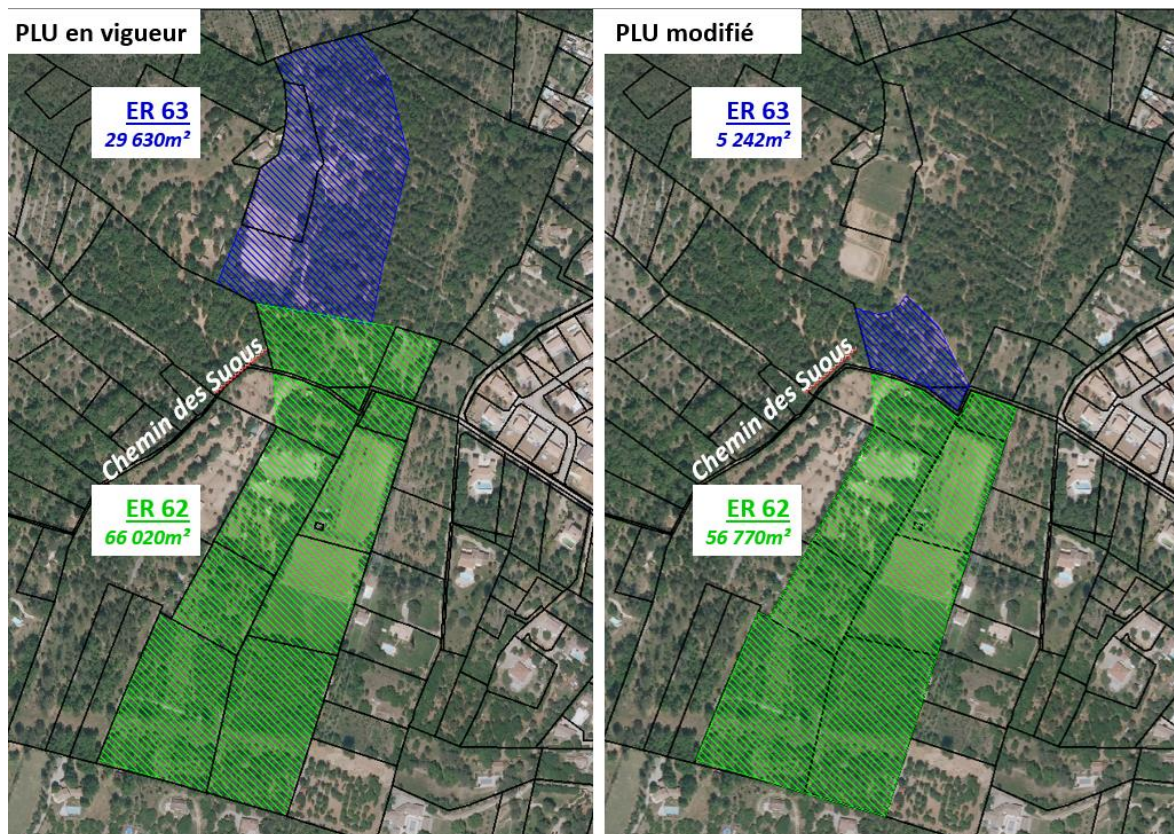 PLU en vigueur
ER 63
29 630m²
Chemin des Suous
ER 62
66 020m²
PLU modifié
ER 63
5 242m²
Chemin des Suous
ER 62
56 770m²